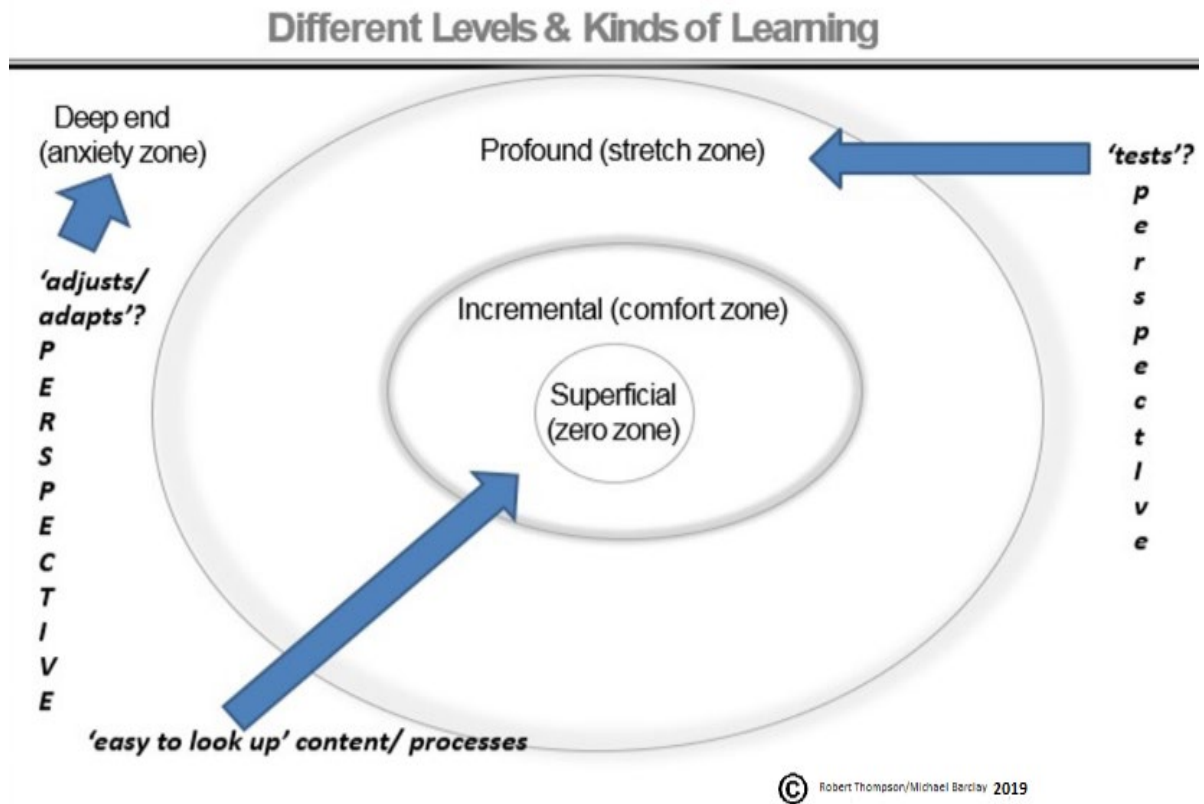 Different Levels & Kinds of Learning
Deep end
(anxiety zone)
Profound (stretch zone)
'tests'?
p
e
r
s
p
e
c
t
I
v
e
'adjusts/
adapts'?
P
E
R
S
P
E
C
T
I
V
E
Incremental (comfort zone)
Superficial
(zero zone)
'easy to look up' content/ processes
© Robert Thompson/Michael Barclay 2019